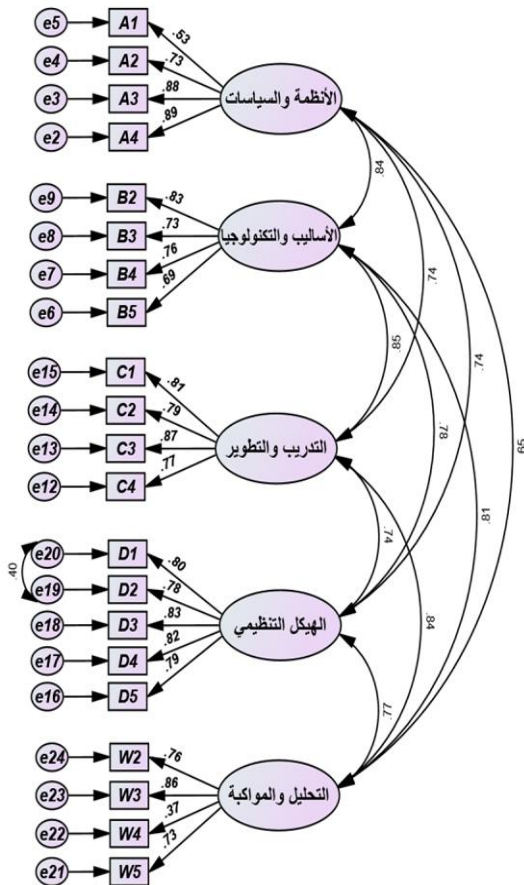 e5 A1 .53
e4 A2 .73
e3 A3 .88
e2 A4 .89
الأنظمة والسياسات
e9 B2 .83
e8 B3 .73
e7 B4 .76
e6 B5 .69
الأساليب والتكنولوجيا
e15 C1 .81
e14 C2 .79
e13 C3 .87
e12 C4 .77
التدريب والتطوير
e20 D1 .80
e19 D2 .78
e18 D3 .83
e17 D4 .82
e16 D5 .79
.40
الهيكل التنظيمي
e24 W2 .76
e23 W3 .86
e22 W4 .37
e21 W5 .73
التحليل والمواكبة
.84
.74
.74
.65
.85
.78
.81
.74
.84
.77